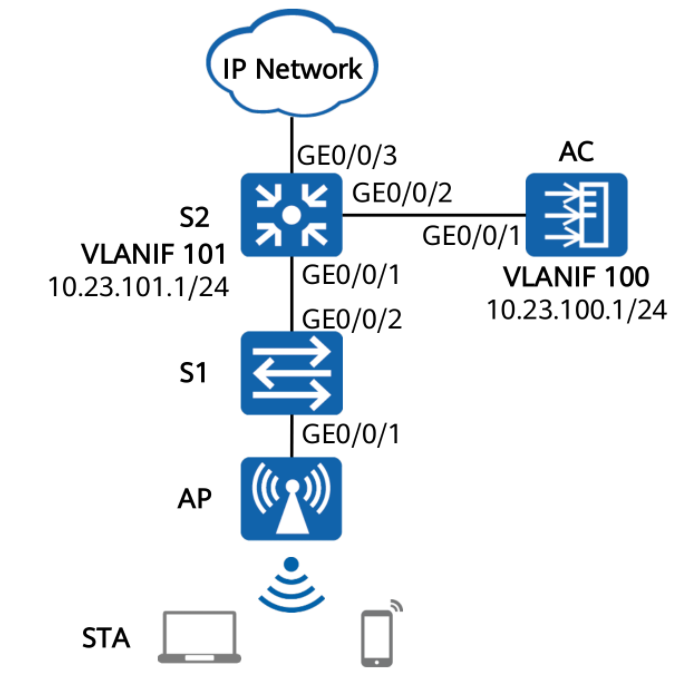 IP Network
GE0/0/3
AC
GE0/0/2
S2
GE0/0/1
VLANIF 101
10.23.101.1/24
GE0/0/1
VLANIF 100
10.23.100.1/24
GE0/0/2
S1
GE0/0/1
AP
STA